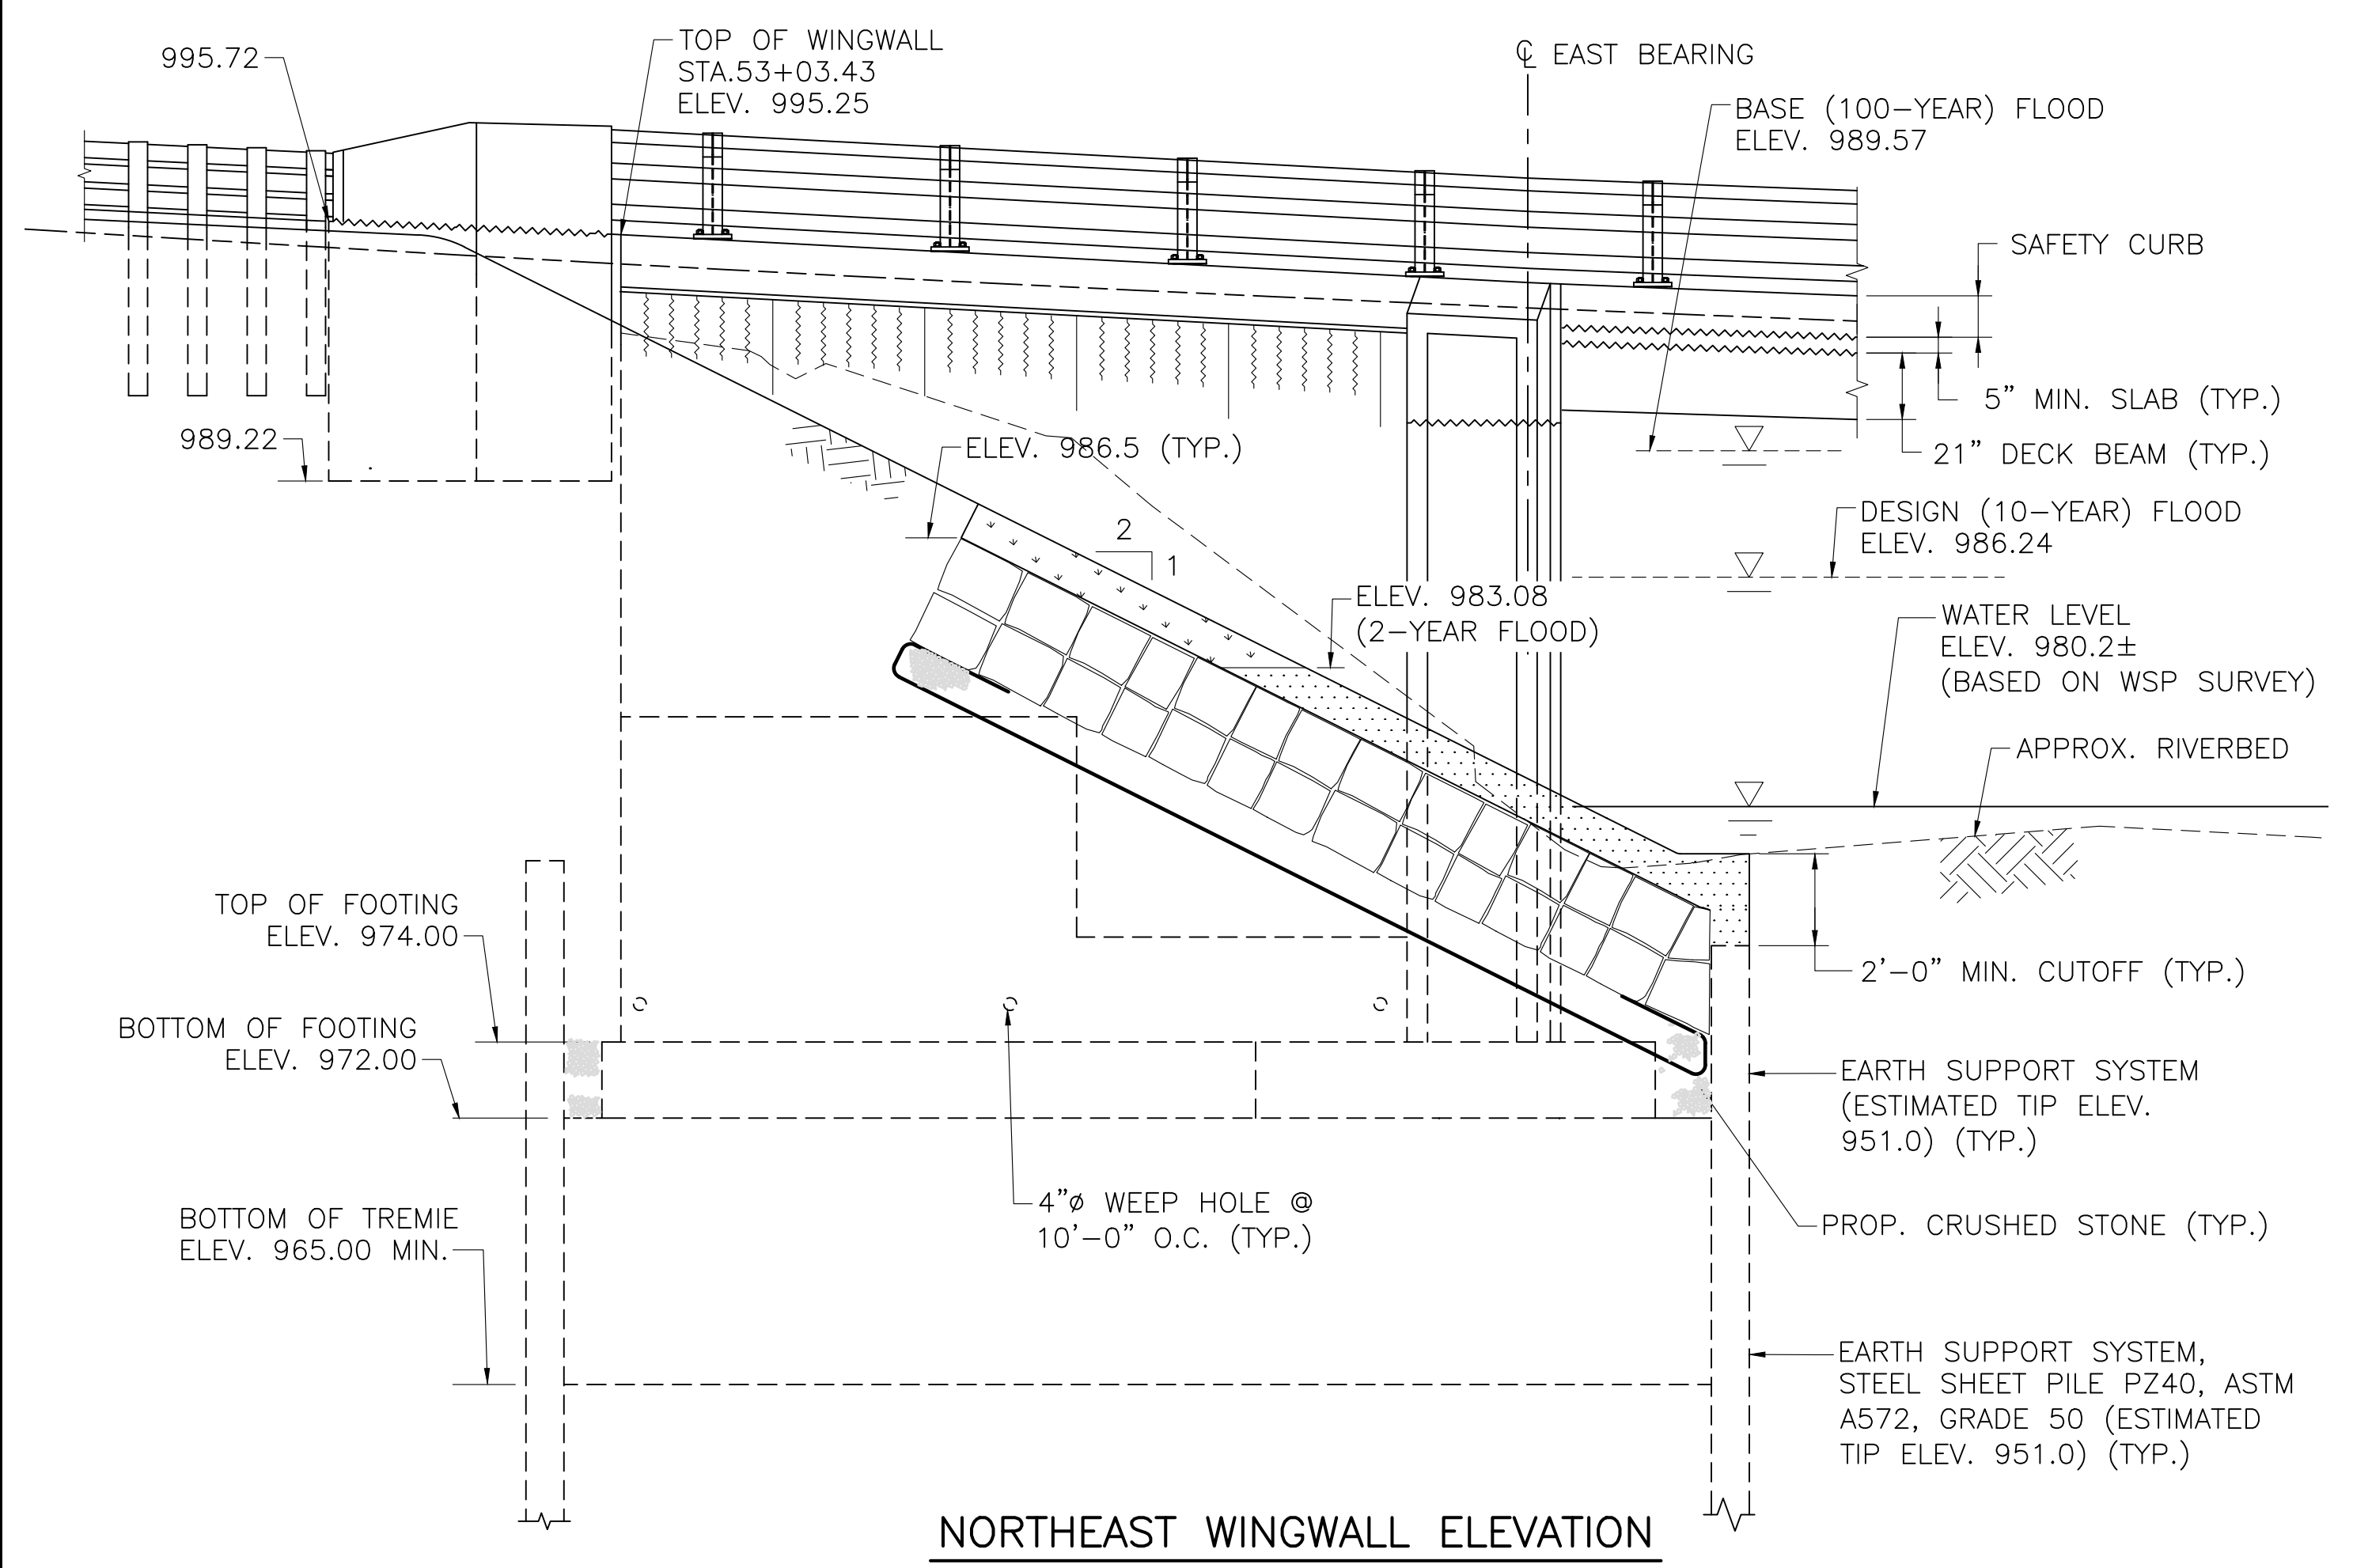 995.72
TOP OF WINGWALL
STA.53+03.43
ELEV. 995.25
℄ EAST BEARING
BASE (100-YEAR) FLOOD
ELEV. 989.57
SAFETY CURB
5" MIN. SLAB (TYP.)
21" DECK BEAM (TYP.)
989.22
ELEV. 986.5 (TYP.)
2
1
DESIGN (10-YEAR) FLOOD
ELEV. 986.24
ELEV. 983.08
(2-YEAR FLOOD)
WATER LEVEL
ELEV. 980.2±
(BASED ON WSP SURVEY)
APPROX. RIVERBED
TOP OF FOOTING
ELEV. 974.00
2'-0" MIN. CUTOFF (TYP.)
BOTTOM OF FOOTING
ELEV. 972.00
EARTH SUPPORT SYSTEM
(ESTIMATED TIP ELEV.
951.0) (TYP.)
4"ø WEEP HOLE @
10'-0" O.C. (TYP.)
PROP. CRUSHED STONE (TYP.)
BOTTOM OF TREMIE
ELEV. 965.00 MIN.
EARTH SUPPORT SYSTEM,
STEEL SHEET PILE PZ40, ASTM
A572, GRADE 50 (ESTIMATED
TIP ELEV. 951.0) (TYP.)
NORTHEAST WINGWALL ELEVATION